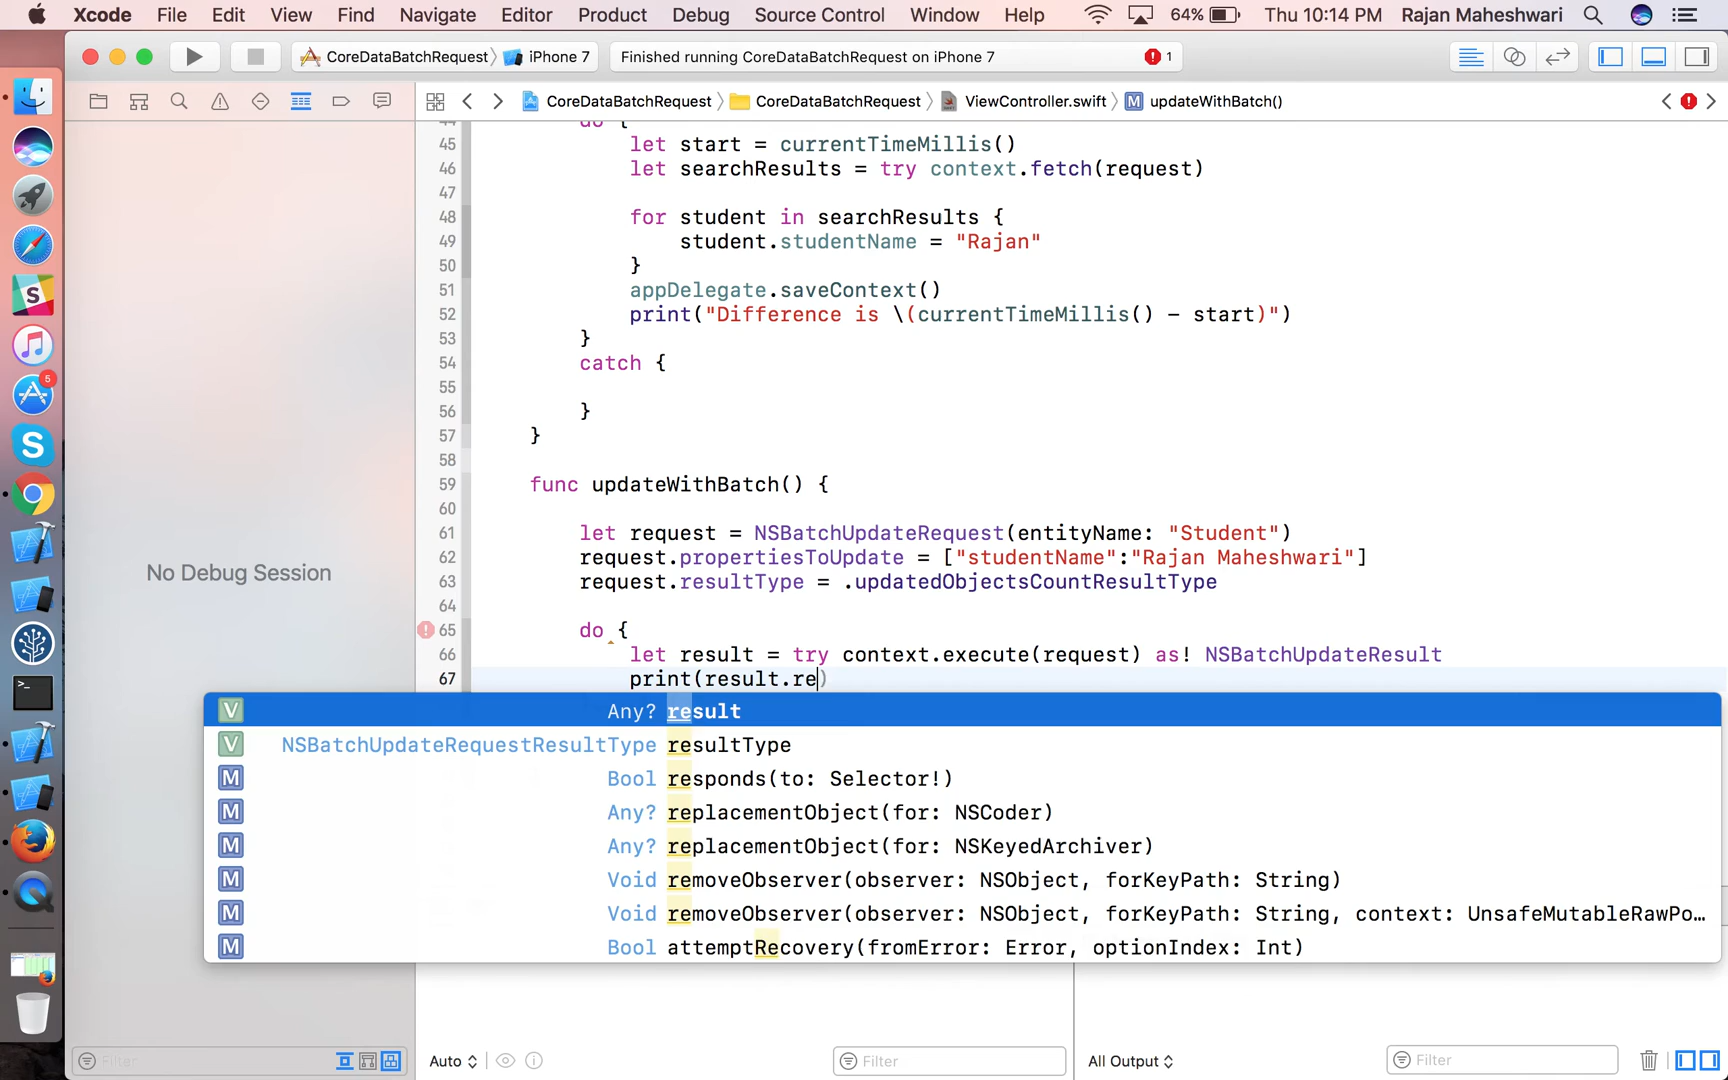 Xcode File Edit View Find Navigate Editor Product Debug Source Control Window Help 64% Thu 10:14 PM Rajan Maheshwari
CoreDataBatchRequest iPhone 7 Finished running CoreDataBatchRequest on iPhone 7 1
CoreDataBatchRequest CoreDataBatchRequest ViewController.swift M updateWithBatch()
44 do {
45 let start = currentTimeMillis()
46 let searchResults = try context.fetch(request)
47
48 for student in searchResults {
49 student.studentName = "Rajan"
50 }
51 appDelegate.saveContext()
52 print("Difference is \(currentTimeMillis() - start)")
53 }
54 catch {
55
56 }
57 }
58
59 func updateWithBatch() {
60
61 let request = NSBatchUpdateRequest(entityName: "Student")
62 request.propertiesToUpdate = ["studentName":"Rajan Maheshwari"]
63 request.resultType = .updatedObjectsCountResultType
64
65 do {
66 let result = try context.execute(request) as! NSBatchUpdateResult
67 print(result.re)
No Debug Session
V Any? result
V NSBatchUpdateRequestResultType resultType
M Bool responds(to: Selector!)
M Any? replacementObject(for: NSCoder)
M Any? replacementObject(for: NSKeyedArchiver)
M Void removeObserver(observer: NSObject, forKeyPath: String)
M Void removeObserver(observer: NSObject, forKeyPath: String, context: UnsafeMutableRawPo…
M Bool attemptRecovery(fromError: Error, optionIndex: Int)
Filter Auto Filter All Output Filter
S
5
S